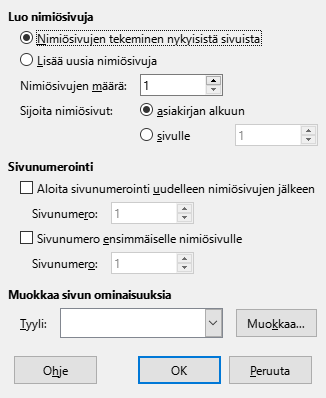 Luo nimiösivuja
Nimiösivujen tekeminen nykyisistä sivuista
Lisää uusia nimiösivuja
Nimiösivujen määrä: 1
Sijoita nimiösivut: asiakirjan alkuun
sivulle 1
Sivunumerointi
Aloita sivunumerointi uudelleen nimiösivujen jälkeen
Sivunumero: 1
Sivunumero ensimmäiselle nimiösivulle
Sivunumero: 1
Muokkaa sivun ominaisuuksia
Tyyli: Muokkaa...
Ohje OK Peruuta